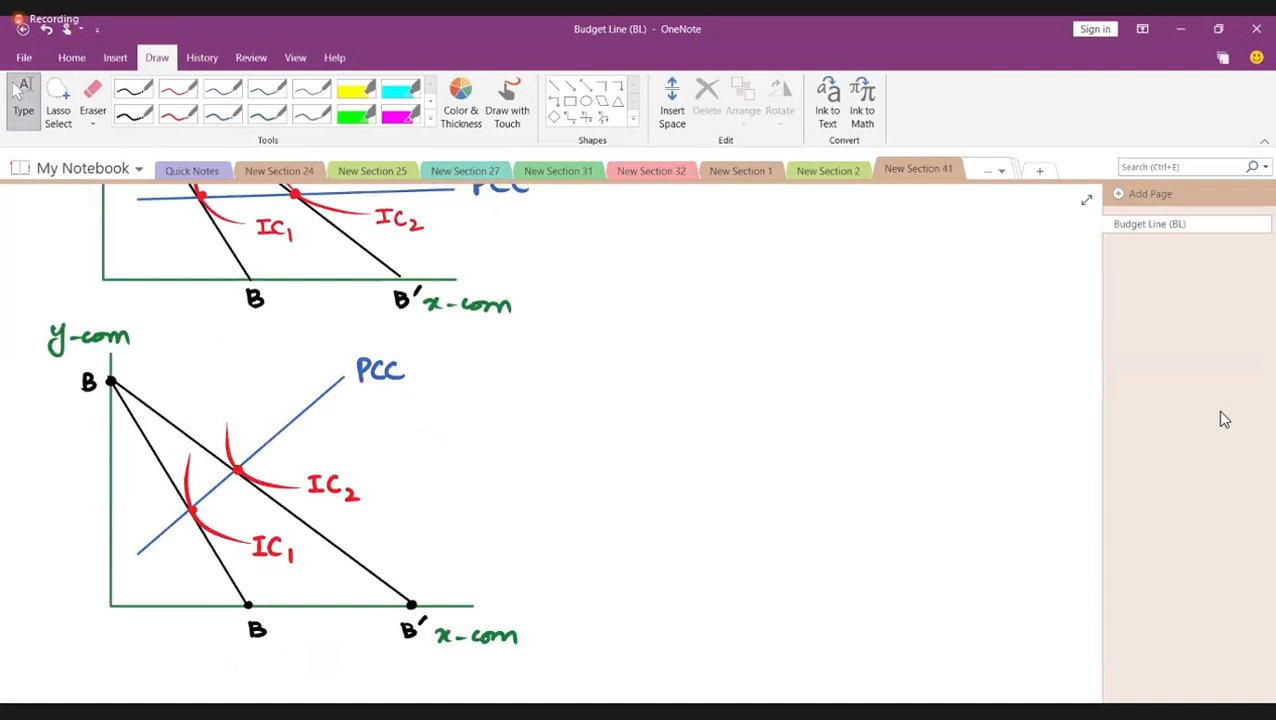 Recording
Budget Line (BL) - OneNote
Sign in
File Home Insert Draw History Review View Help
Type
Lasso Select
Eraser
Color & Thickness
Draw with Touch
Insert Space
Delete
Arrange
Rotate
Ink to Text
Ink to Math
Tools
Shapes
Edit
Convert
My Notebook
Quick Notes
New Section 24
New Section 25
New Section 27
New Section 31
New Section 32
New Section 1
New Section 2
New Section 41
...
Search (Ctrl+E)
Add Page
Budget Line (BL)
PCC
IC1
IC2
B
B′
x-com
y-com
B
PCC
IC2
IC1
B
B′
x-com